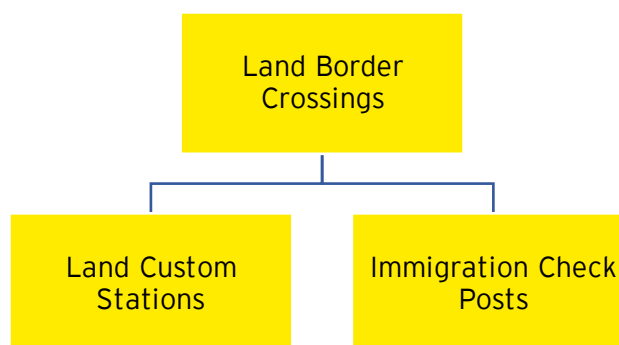 Land Border
Crossings
Land Custom
Stations
Immigration Check
Posts